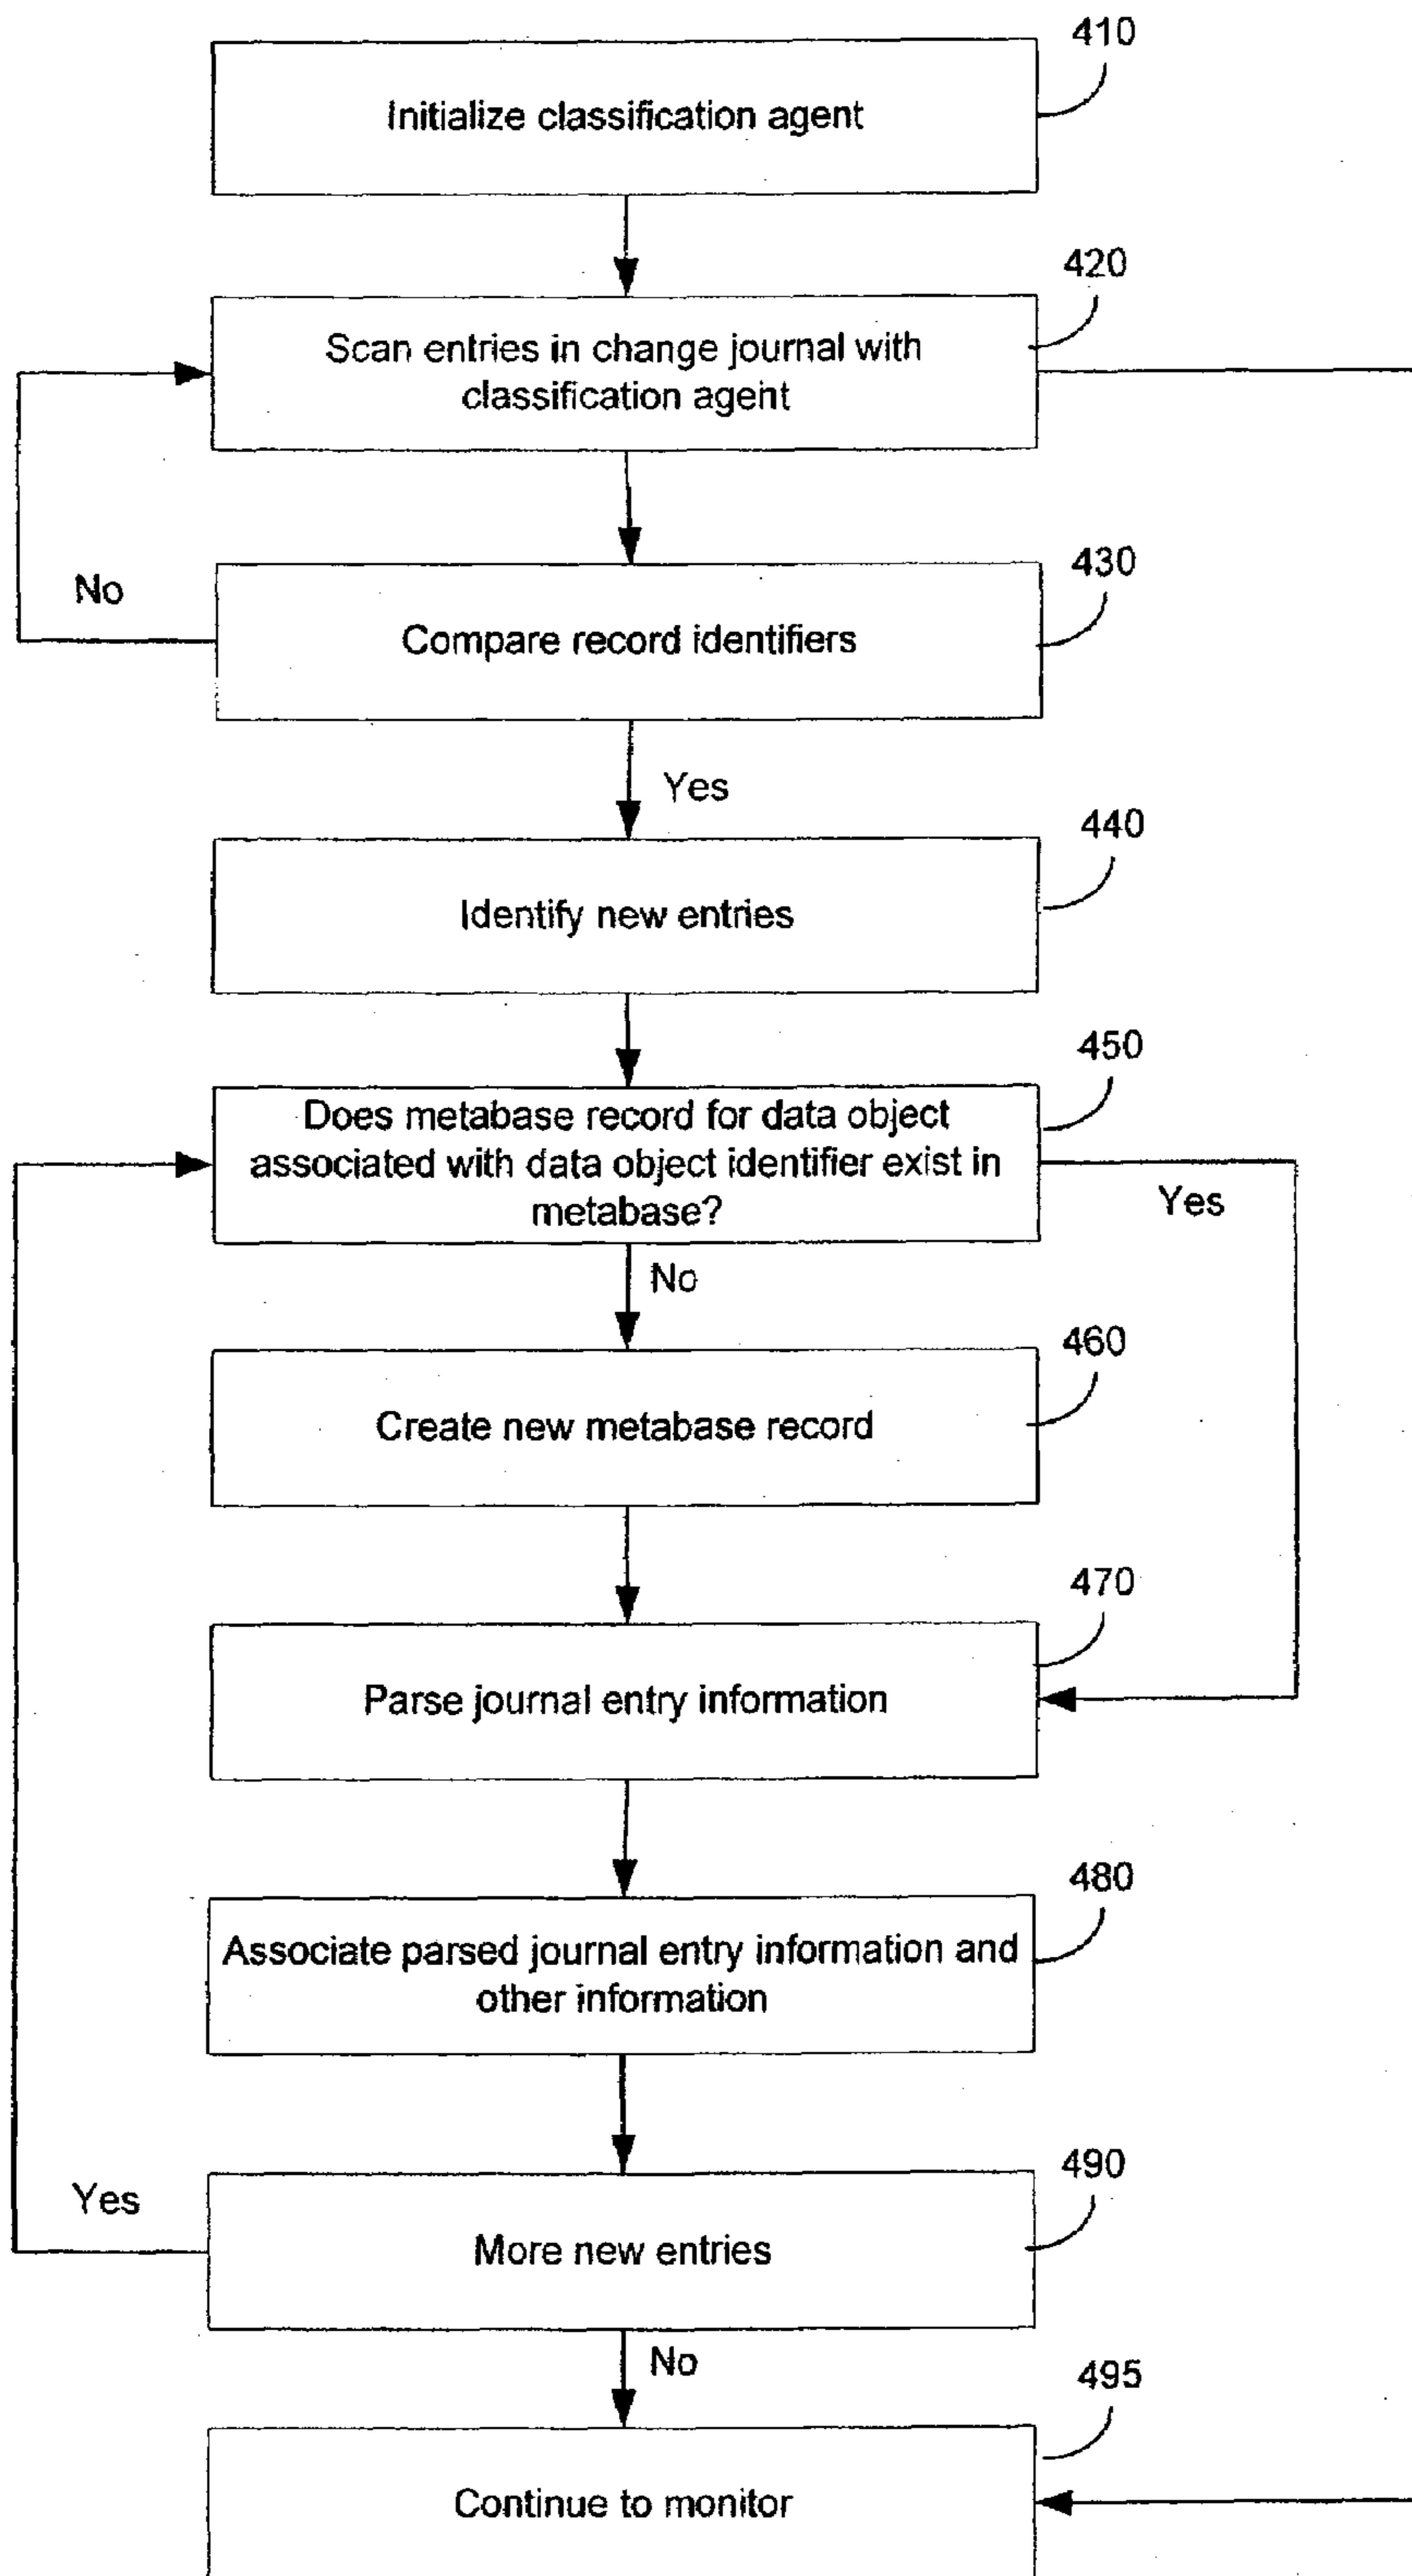 410
Initialize classification agent
420
Scan entries in change journal with
classification agent
430
No
Compare record identifiers
Yes
440
Identify new entries
450
Does metabase record for data object
associated with data object identifier exist in
metabase?
Yes
No
460
Create new metabase record
470
Parse journal entry information
480
Associate parsed journal entry information and
other information
490
Yes
More new entries
No
495
Continue to monitor